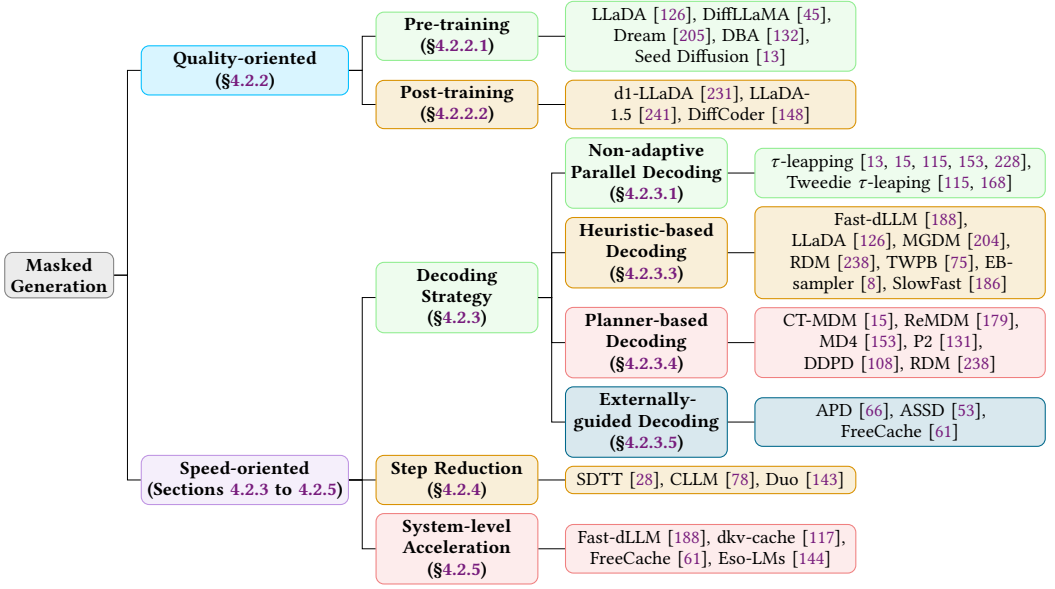 Masked
Generation
Quality-oriented
(§4.2.2)
Pre-training
(§4.2.2.1)
LLaDA [126], DiffLLaMA [45],
Dream [205], DBA [132],
Seed Diffusion [13]
Post-training
(§4.2.2.2)
d1-LLaDA [231], LLaDA-
1.5 [241], DiffCoder [148]
Speed-oriented
(Sections 4.2.3 to 4.2.5)
Decoding
Strategy
(§4.2.3)
Non-adaptive
Parallel Decoding
(§4.2.3.1)
τ-leapping [13, 15, 115, 153, 228],
Tweedie τ-leaping [115, 168]
Heuristic-based
Decoding
(§4.2.3.3)
Fast-dLLM [188],
LLaDA [126], MGDM [204],
RDM [238], TWPB [75], EB-
sampler [8], SlowFast [186]
Planner-based
Decoding
(§4.2.3.4)
CT-MDM [15], ReMDM [179],
MD4 [153], P2 [131],
DDPD [108], RDM [238]
Externally-
guided Decoding
(§4.2.3.5)
APD [66], ASSD [53],
FreeCache [61]
Step Reduction
(§4.2.4)
SDTT [28], CLLM [78], Duo [143]
System-level
Acceleration
(§4.2.5)
Fast-dLLM [188], dkv-cache [117],
FreeCache [61], Eso-LMs [144]